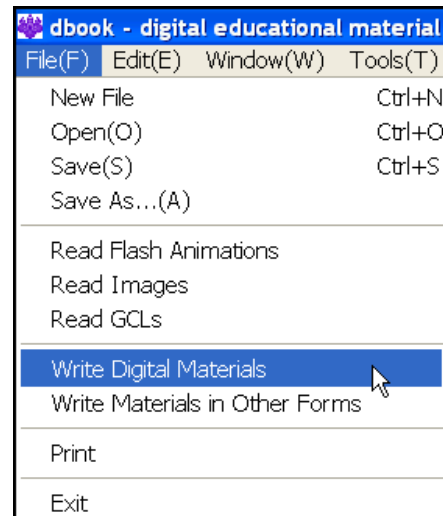 dbook - digital educational material
File(F) Edit(E) Window(W) Tools(T)
New File Ctrl+N
Open(O) Ctrl+O
Save(S) Ctrl+S
Save As...(A)
Read Flash Animations
Read Images
Read GCLs
Write Digital Materials
Write Materials in Other Forms
Print
Exit